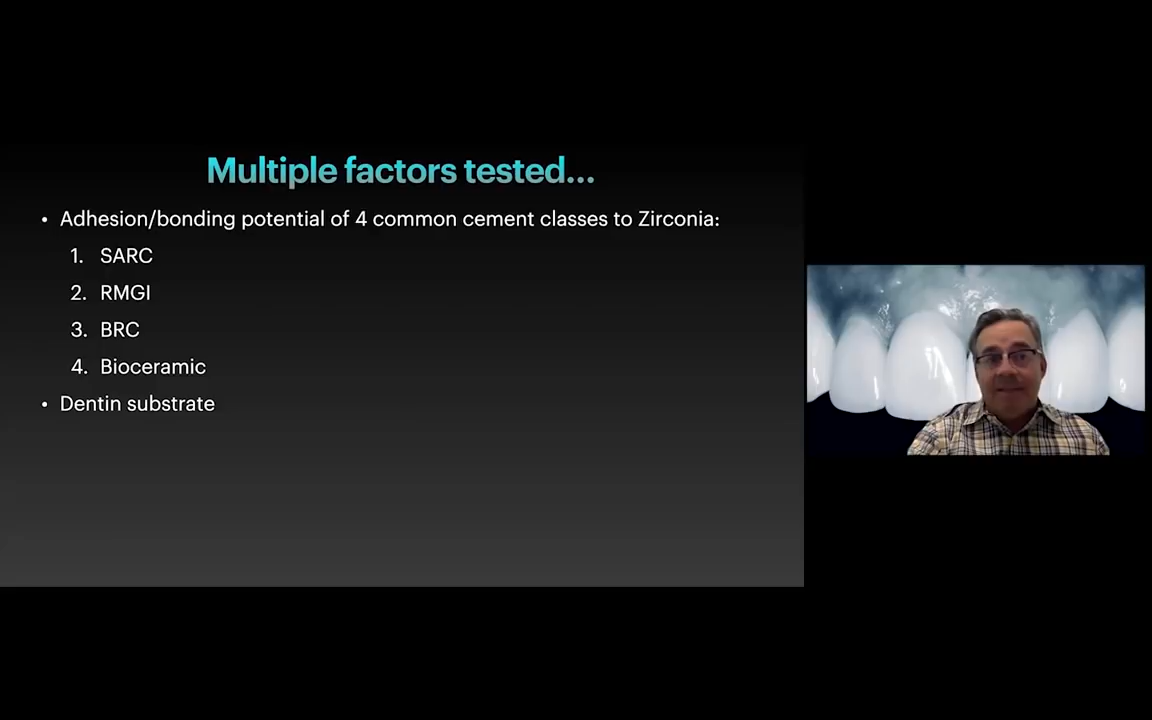 Multiple factors tested...
• Adhesion/bonding potential of 4 common cement classes to Zirconia:
1. SARC
2. RMGI
3. BRC
4. Bioceramic
• Dentin substrate